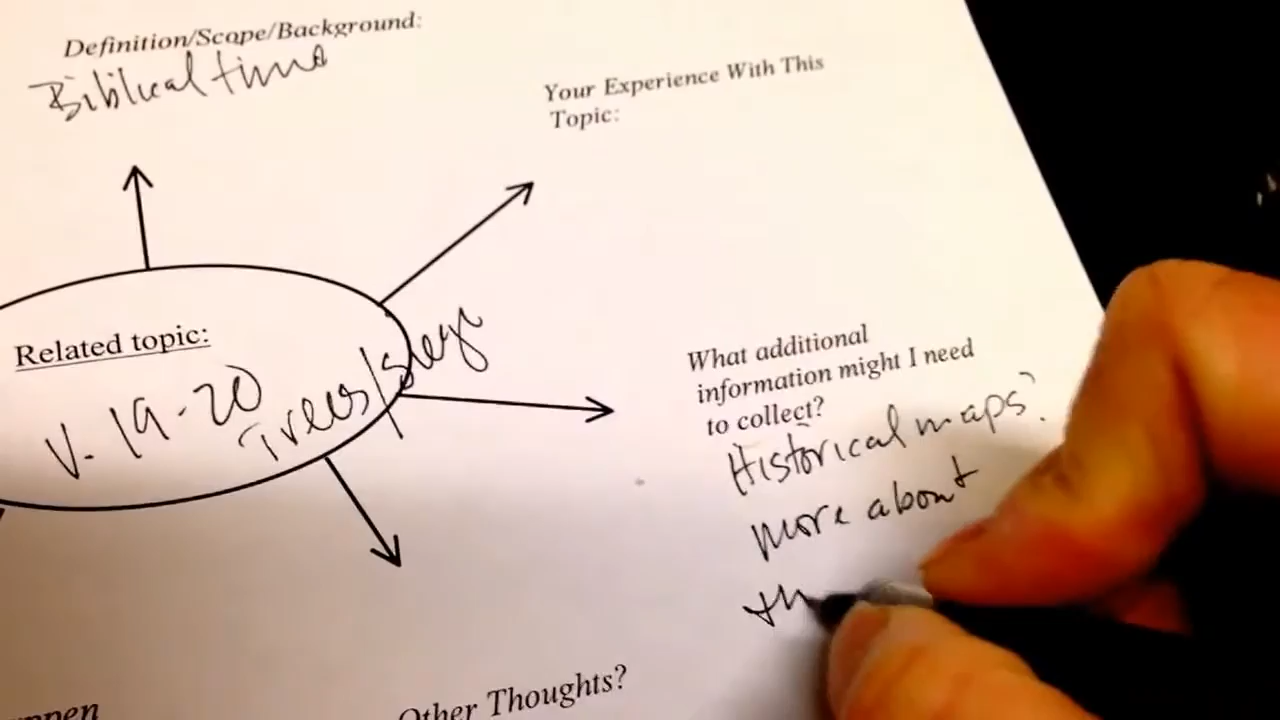 Definition/Scope/Background:
Biblical time
Your Experience With This
Topic:
Related topic:
V. 19-20
Trees/siege
What additional
information might I need
to collect?
Historical maps?
more about
th
Other Thoughts?